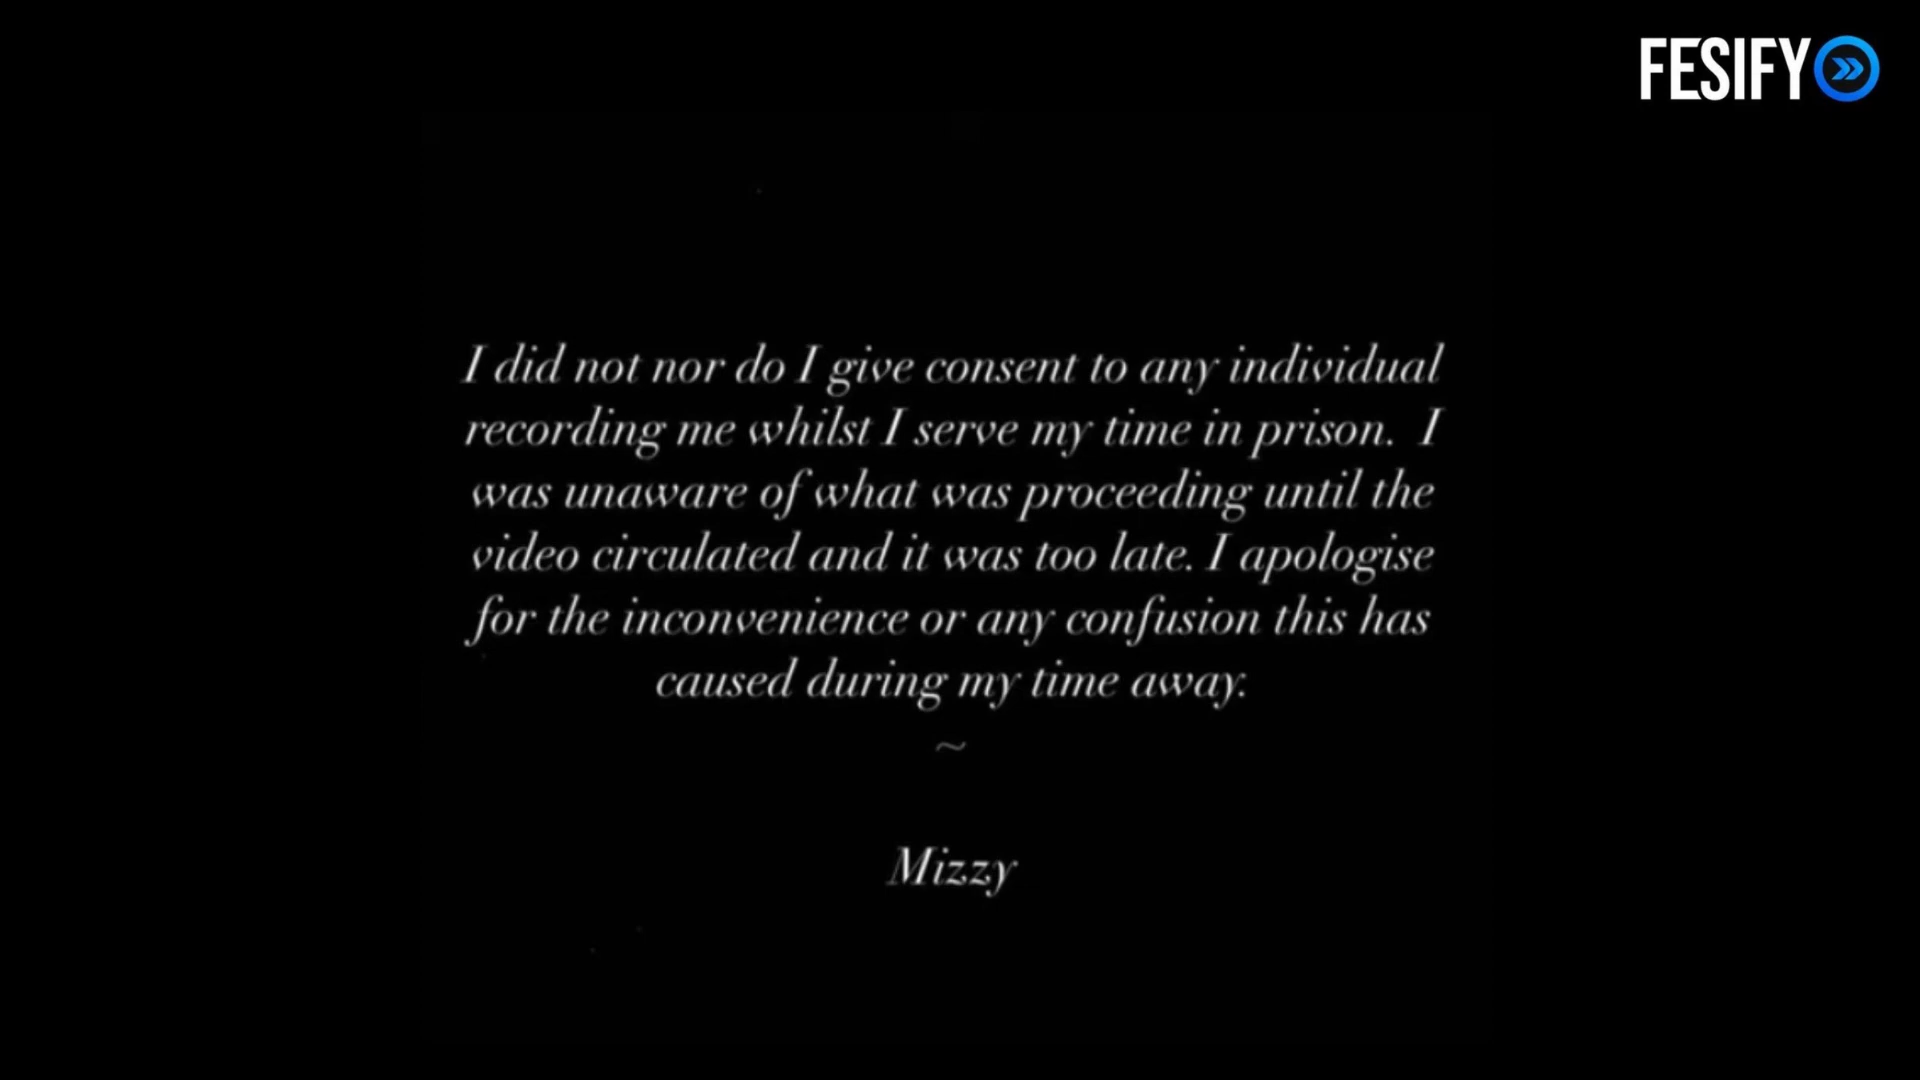 FESIFY
I did not nor do I give consent to any individual
recording me whilst I serve my time in prison.  I
was unaware of what was proceeding until the
video circulated and it was too late. I apologise
for the inconvenience or any confusion this has
caused during my time away.
~
Mizzy